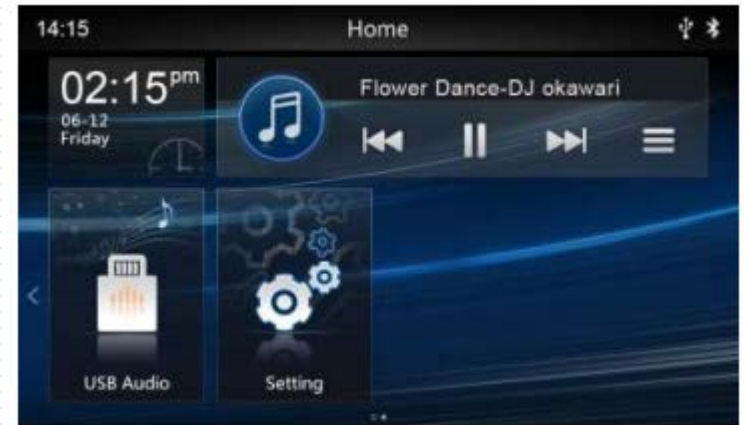 14:15
Home
02:15pm
06-12
Friday
Flower Dance-DJ okawari
USB Audio
Setting